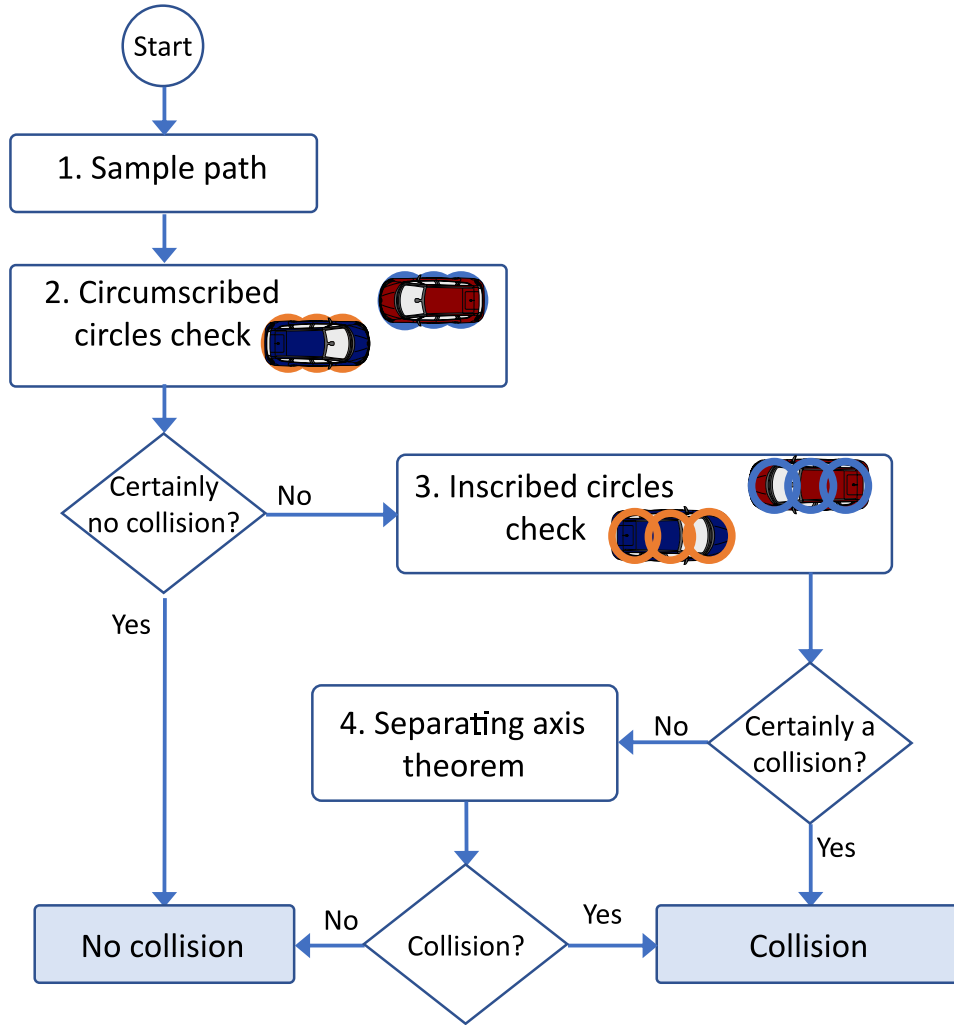 Start
1. Sample path
2. Circumscribed
circles check
Certainly
no collision?
No
3. Inscribed circles
check
Yes
4. Separating axis
theorem
No
Certainly a
collision?
Yes
No collision
No
Collision?
Yes
Collision